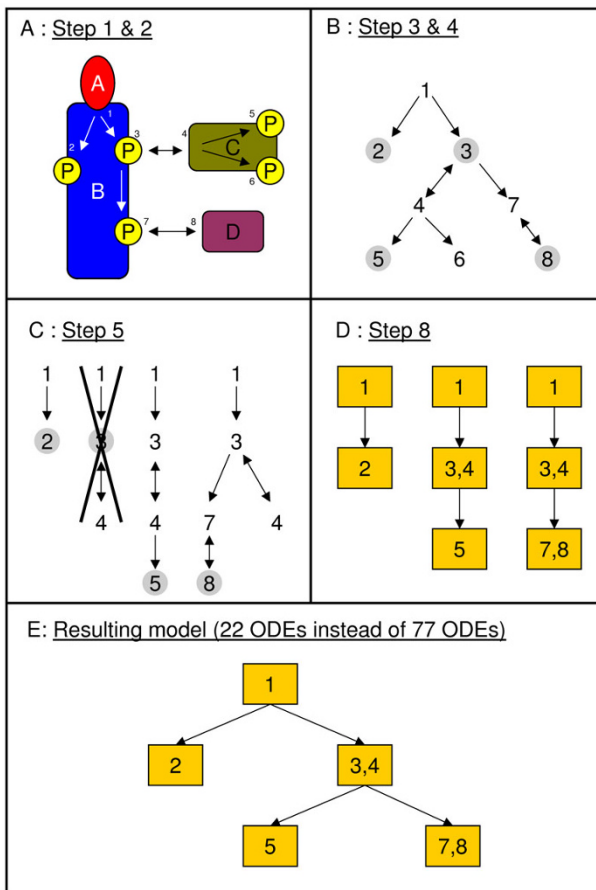 A : Step 1 & 2
A
1
2
3
P
P
4
5
P
C
P
6
B
P
7
8
D
B : Step 3 & 4
1
2 3
4 7
5 6 8
C : Step 5
1 1 1 1
2 3 3 3
4 4 7 4
5 8
D : Step 8
1 1 1
2 3,4 3,4
5 7,8
E: Resulting model (22 ODEs instead of 77 ODEs)
1
2 3,4
5 7,8